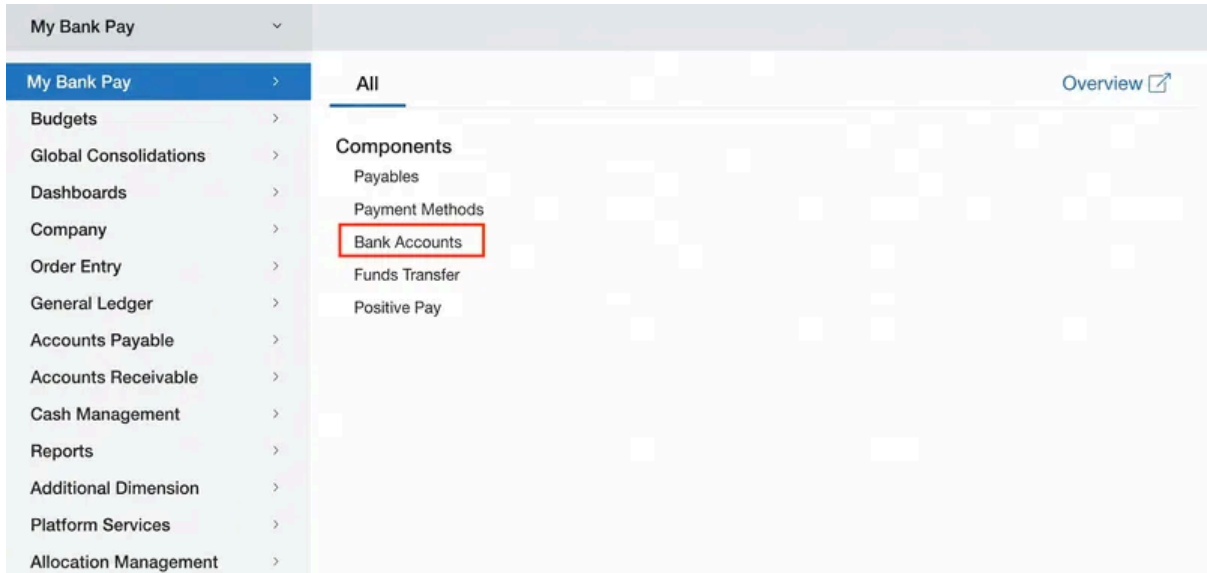 My Bank Pay
My Bank Pay
Budgets
Global Consolidations
Dashboards
Company
Order Entry
General Ledger
Accounts Payable
Accounts Receivable
Cash Management
Reports
Additional Dimension
Platform Services
Allocation Management
All
Overview
Components
Payables
Payment Methods
Bank Accounts
Funds Transfer
Positive Pay